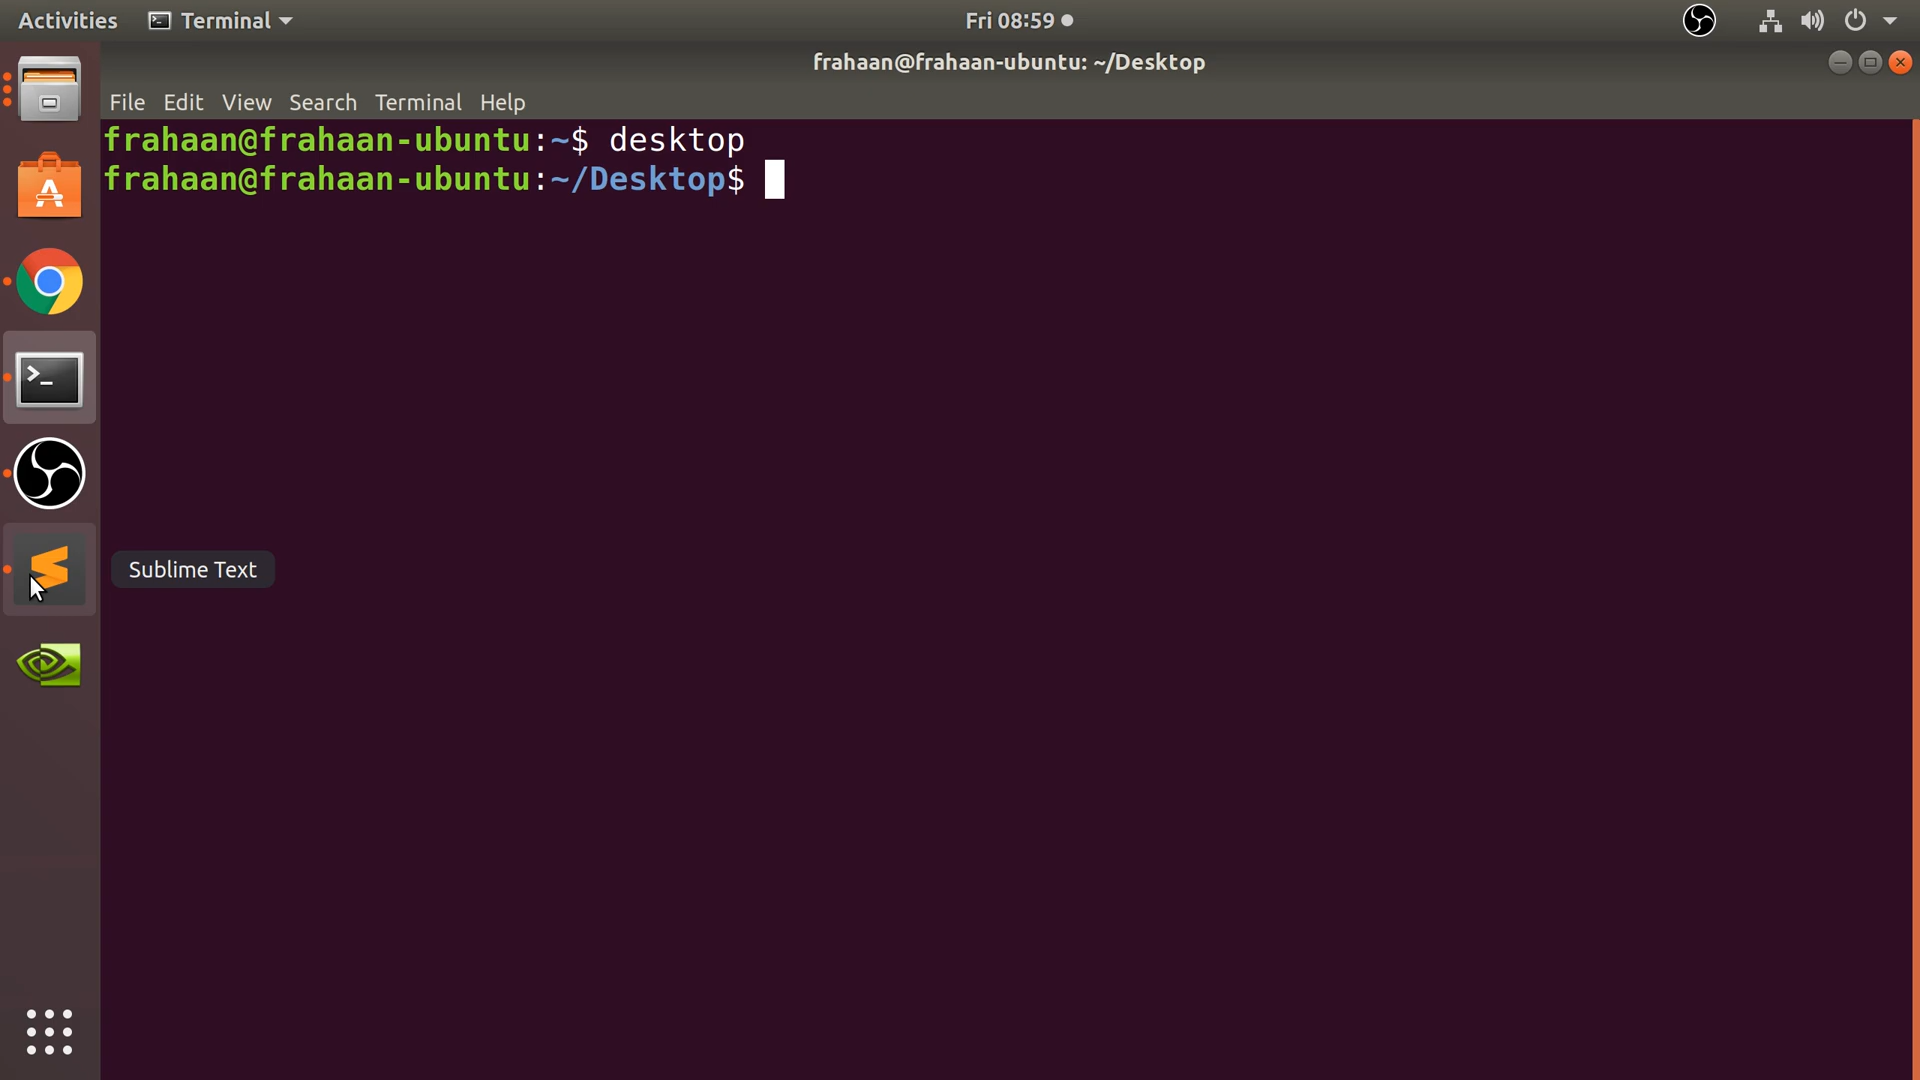 Activities Terminal Fri 08:59
frahaan@frahaan-ubuntu: ~/Desktop
File Edit View Search Terminal Help
frahaan@frahaan-ubuntu:~$ desktop
frahaan@frahaan-ubuntu:~/Desktop$
Sublime Text